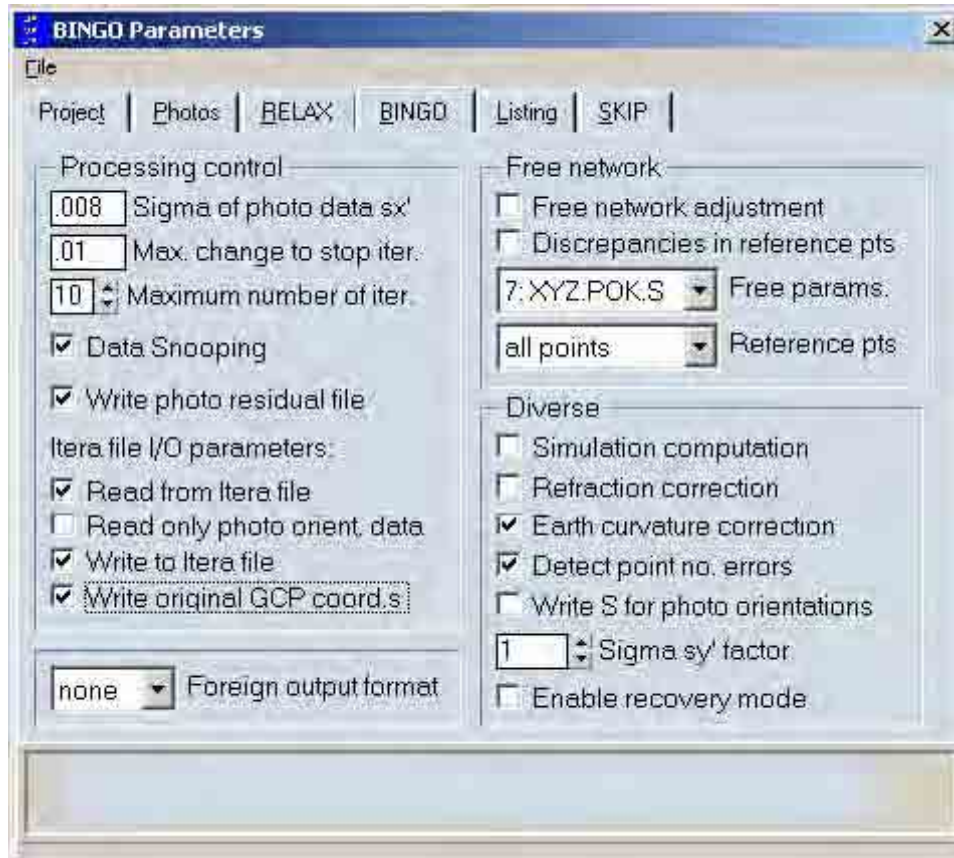 BINGO Parameters
File
Project Photos RELAX BINGO Listing SKIP
Processing control
.008 Sigma of photo data sx'
.01 Max. change to stop iter.
10 Maximum number of iter.
Data Snooping
Write photo residual file
Itera file I/O parameters:
Read from Itera file
Read only photo orient. data
Write to Itera file
Write original GCP coord.s
none Foreign output format
Free network
Free network adjustment
Discrepancies in reference pts
7: XYZ.POK.S Free params.
all points Reference pts
Diverse
Simulation computation
Refraction correction
Earth curvature correction
Detect point no. errors
Write S for photo orientations
1 Sigma sy' factor
Enable recovery mode